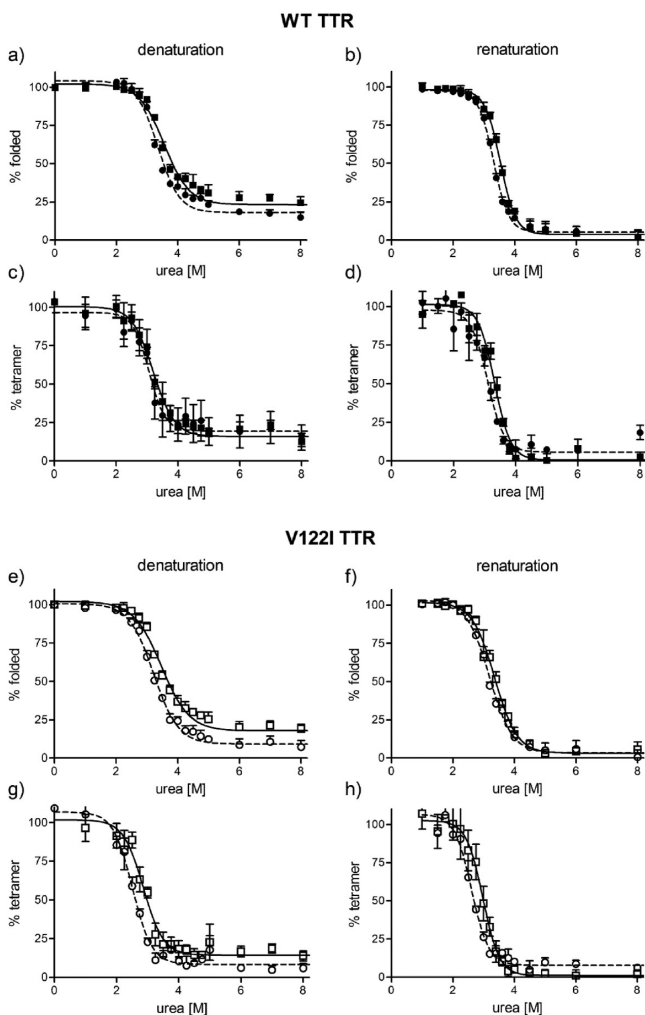 WT TTR
denaturation
renaturation
a)
b)
100
75
50
25
0
% folded
0 2 4 6 8
urea [M]
100
75
50
25
0
% folded
0 2 4 6 8
urea [M]
c)
d)
100
75
50
25
0
% tetramer
0 2 4 6 8
urea [M]
100
75
50
25
0
% tetramer
0 2 4 6 8
urea [M]
V122I TTR
denaturation
renaturation
e)
f)
100
75
50
25
0
% folded
0 2 4 6 8
urea [M]
100
75
50
25
0
% folded
0 2 4 6 8
urea [M]
g)
h)
100
75
50
25
0
% tetramer
0 2 4 6 8
urea [M]
100
75
50
25
0
% tetramer
0 2 4 6 8
urea [M]